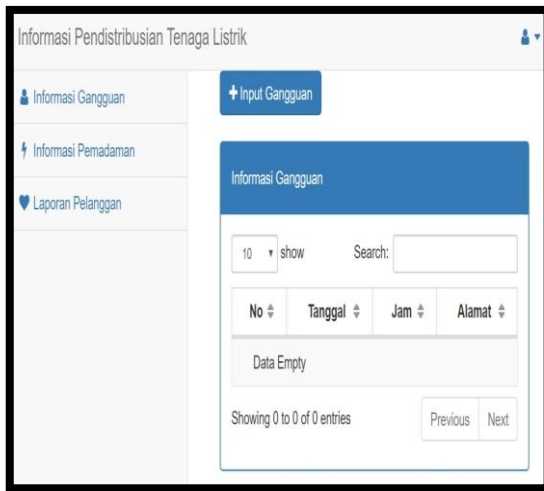 Informasi Pendistribusian Tenaga Listrik
Informasi Gangguan
Informasi Pemadaman
Laporan Pelanggan
+ Input Gangguan
Informasi Gangguan
10 show Search:
No Tanggal Jam Alamat
Data Empty
Showing 0 to 0 of 0 entries Previous Next